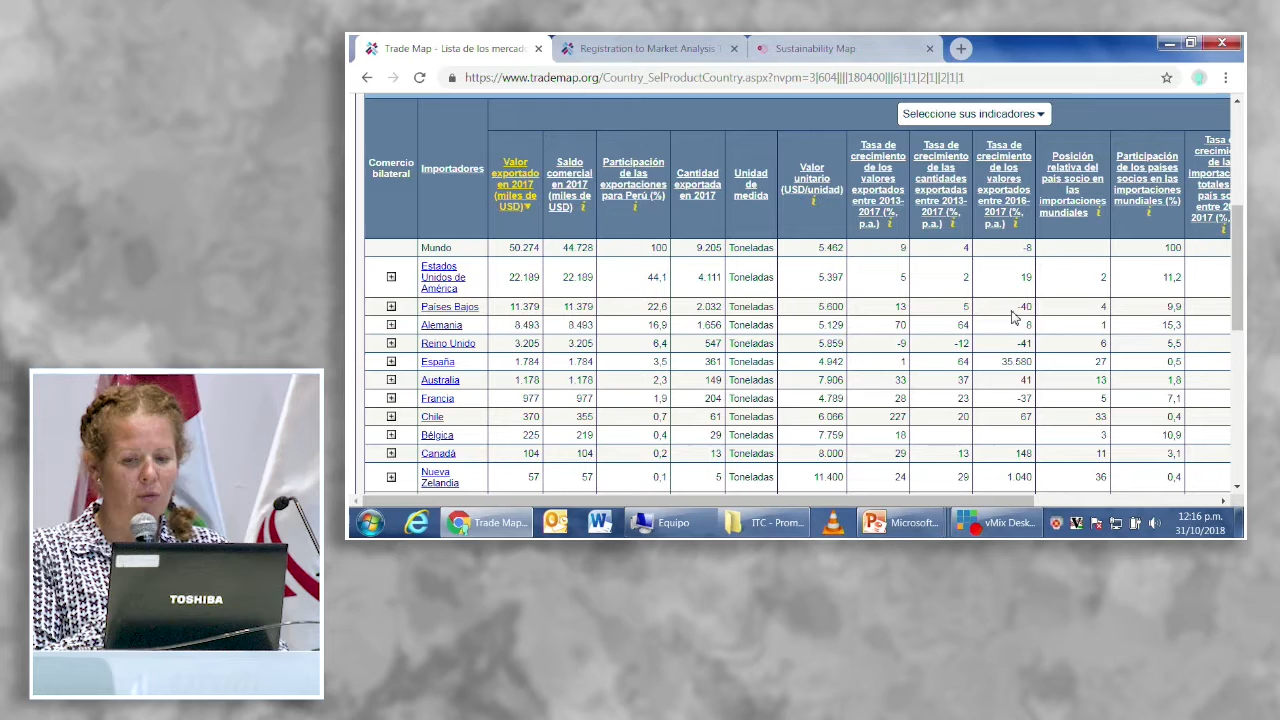 Trade Map - Lista de los mercad
Registration to Market Analysis T
Sustainability Map
https://www.trademap.org/Country_SelProductCountry.aspx?nvpm=3|604||||180400|||6|1|1|2|1||2|1|1
Seleccione sus indicadores
Comercio bilateral
Importadores
Valor exportado en 2017 (miles de USD)▼
Saldo comercial en 2017 (miles de USD) i
Participación de las exportaciones para Perú (%) i
Cantidad exportada en 2017
Unidad de medida
Valor unitario (USD/unidad) i
Tasa de crecimiento de los valores exportados entre 2013-2017 (%, p.a.) i
Tasa de crecimiento de las cantidades exportadas entre 2013-2017 (%, p.a.) i
Tasa de crecimiento de los valores exportados entre 2016-2017 (%, p.a.) i
Posición relativa del país socio en las importaciones mundiales i
Participación de los países socios en las importaciones mundiales (%) i
Tasa de crecim de la importac totales país so entre 20 2017 (%, i
Mundo 50.274 44.728 100 9.205 Toneladas 5.462 9 4 -8 100
Estados Unidos de América 22.189 22.189 44,1 4.111 Toneladas 5.397 5 2 19 2 11,2
Países Bajos 11.379 11.379 22,6 2.032 Toneladas 5.600 13 5 -40 4 9,9
Alemania 8.493 8.493 16,9 1.656 Toneladas 5.129 70 64 8 1 15,3
Reino Unido 3.205 3.205 6,4 547 Toneladas 5.859 -9 -12 -41 6 5,5
España 1.784 1.784 3,5 361 Toneladas 4.942 1 64 35.580 27 0,5
Australia 1.178 1.178 2,3 149 Toneladas 7.906 33 37 41 13 1,8
Francia 977 977 1,9 204 Toneladas 4.789 28 23 -37 5 7,1
Chile 370 355 0,7 61 Toneladas 6.066 227 20 67 33 0,4
Bélgica 225 219 0,4 29 Toneladas 7.759 18 3 10,9
Canadá 104 104 0,2 13 Toneladas 8.000 29 13 148 11 3,1
Nueva Zelandia 57 57 0,1 5 Toneladas 11.400 24 29 1.040 36 0,4
Trade Map...
Equipo
ITC - Prom...
Microsoft...
vMix Desk...
12:16 p.m.
31/10/2018
TOSHIBA